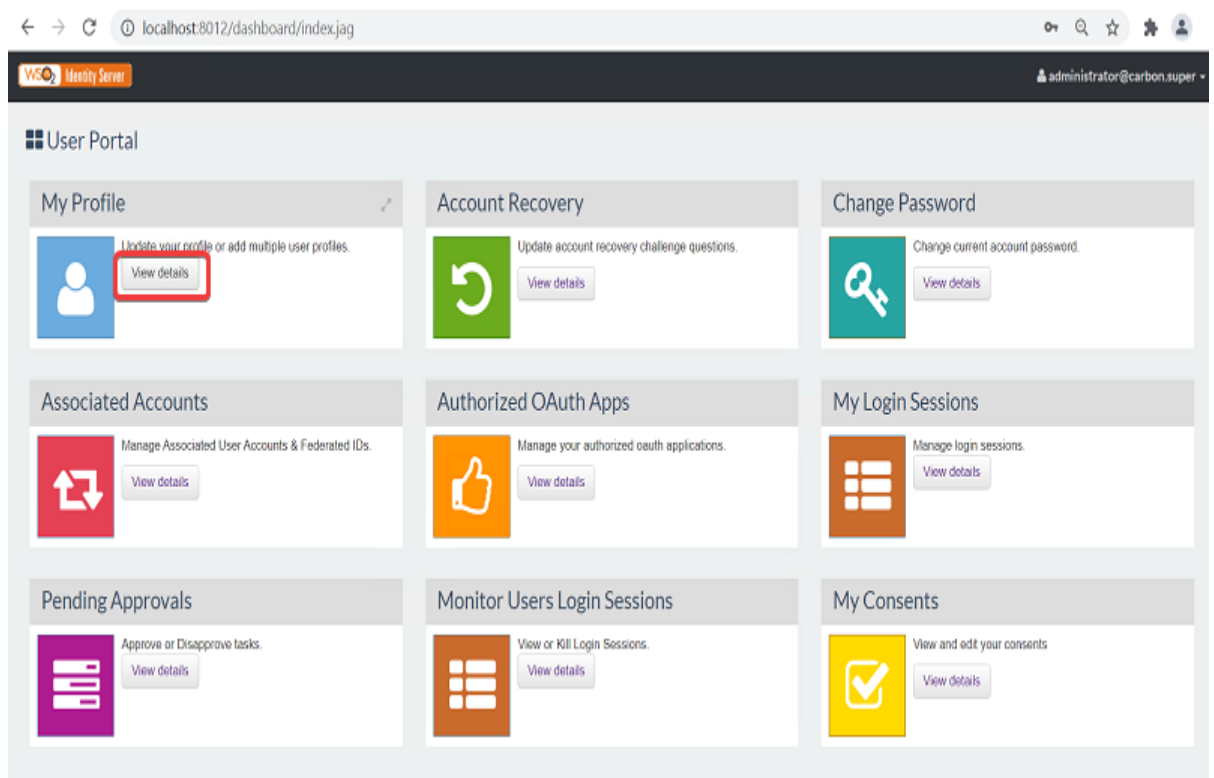 localhost:8012/dashboard/index.jag
WSO2 Identity Server
administrator@carbon.super
User Portal
My Profile
Update your profile or add multiple user profiles.
View details
Account Recovery
Update account recovery challenge questions.
View details
Change Password
Change current account password.
View details
Associated Accounts
Manage Associated User Accounts & Federated IDs.
View details
Authorized OAuth Apps
Manage your authorized oauth applications.
View details
My Login Sessions
Manage login sessions.
View details
Pending Approvals
Approve or Disapprove tasks.
View details
Monitor Users Login Sessions
View or Kill Login Sessions.
View details
My Consents
View and edit your consents
View details